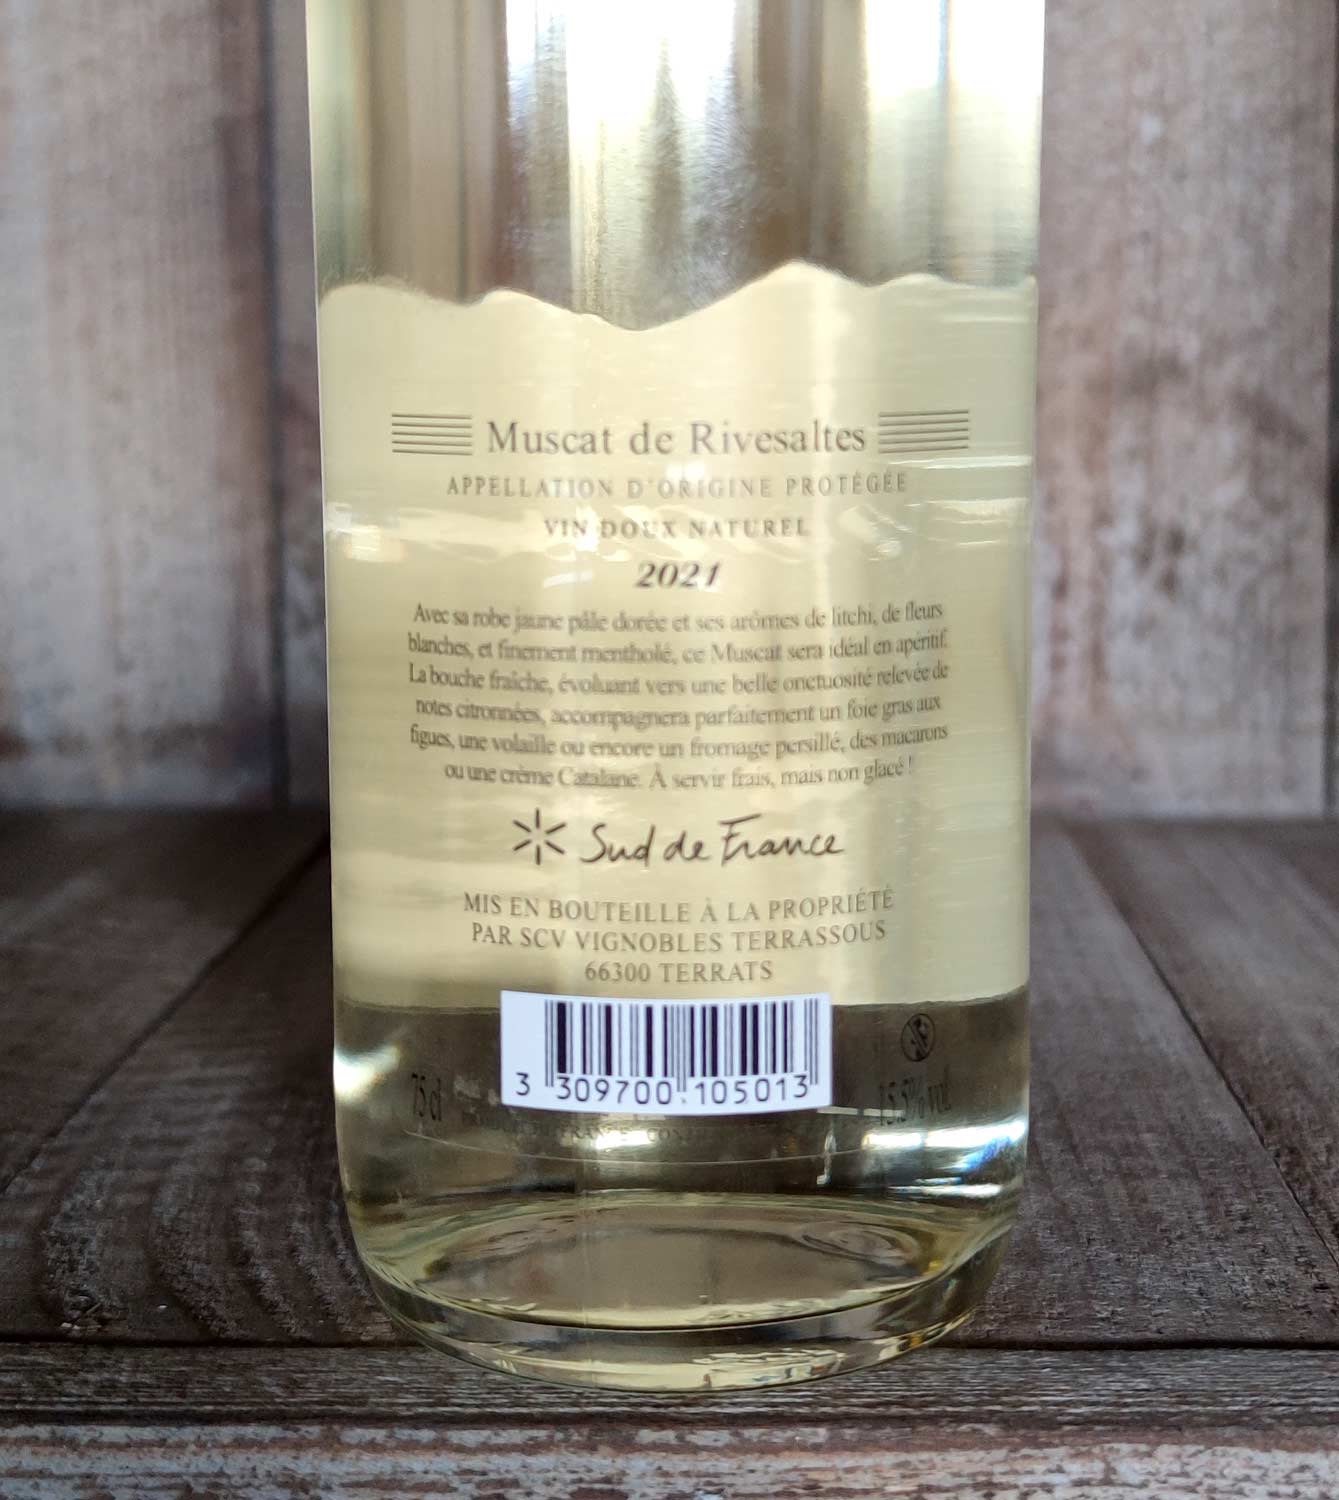 Muscat de Rivesaltes
APPELLATION D'ORIGINE PROTÉGÉE
VIN DOUX NATUREL
2021
Avec sa robe jaune pâle dorée et ses arômes de litchi, de fleurs
blanches, et finement mentholé, ce Muscat sera idéal en apéritif.
La bouche fraîche, évoluant vers une belle onctuosité relevée de
notes citronnées, accompagnera parfaitement un foie gras aux
figues, une volaille ou encore un fromage persillé, des macarons
ou une crème Catalane. À servir frais, mais non glacé !
Sud de France
MIS EN BOUTEILLE À LA PROPRIÉTÉ
PAR SCV VIGNOBLES TERRASSOUS
66300 TERRATS
3 309700 105013
75 cl 15.5% vol